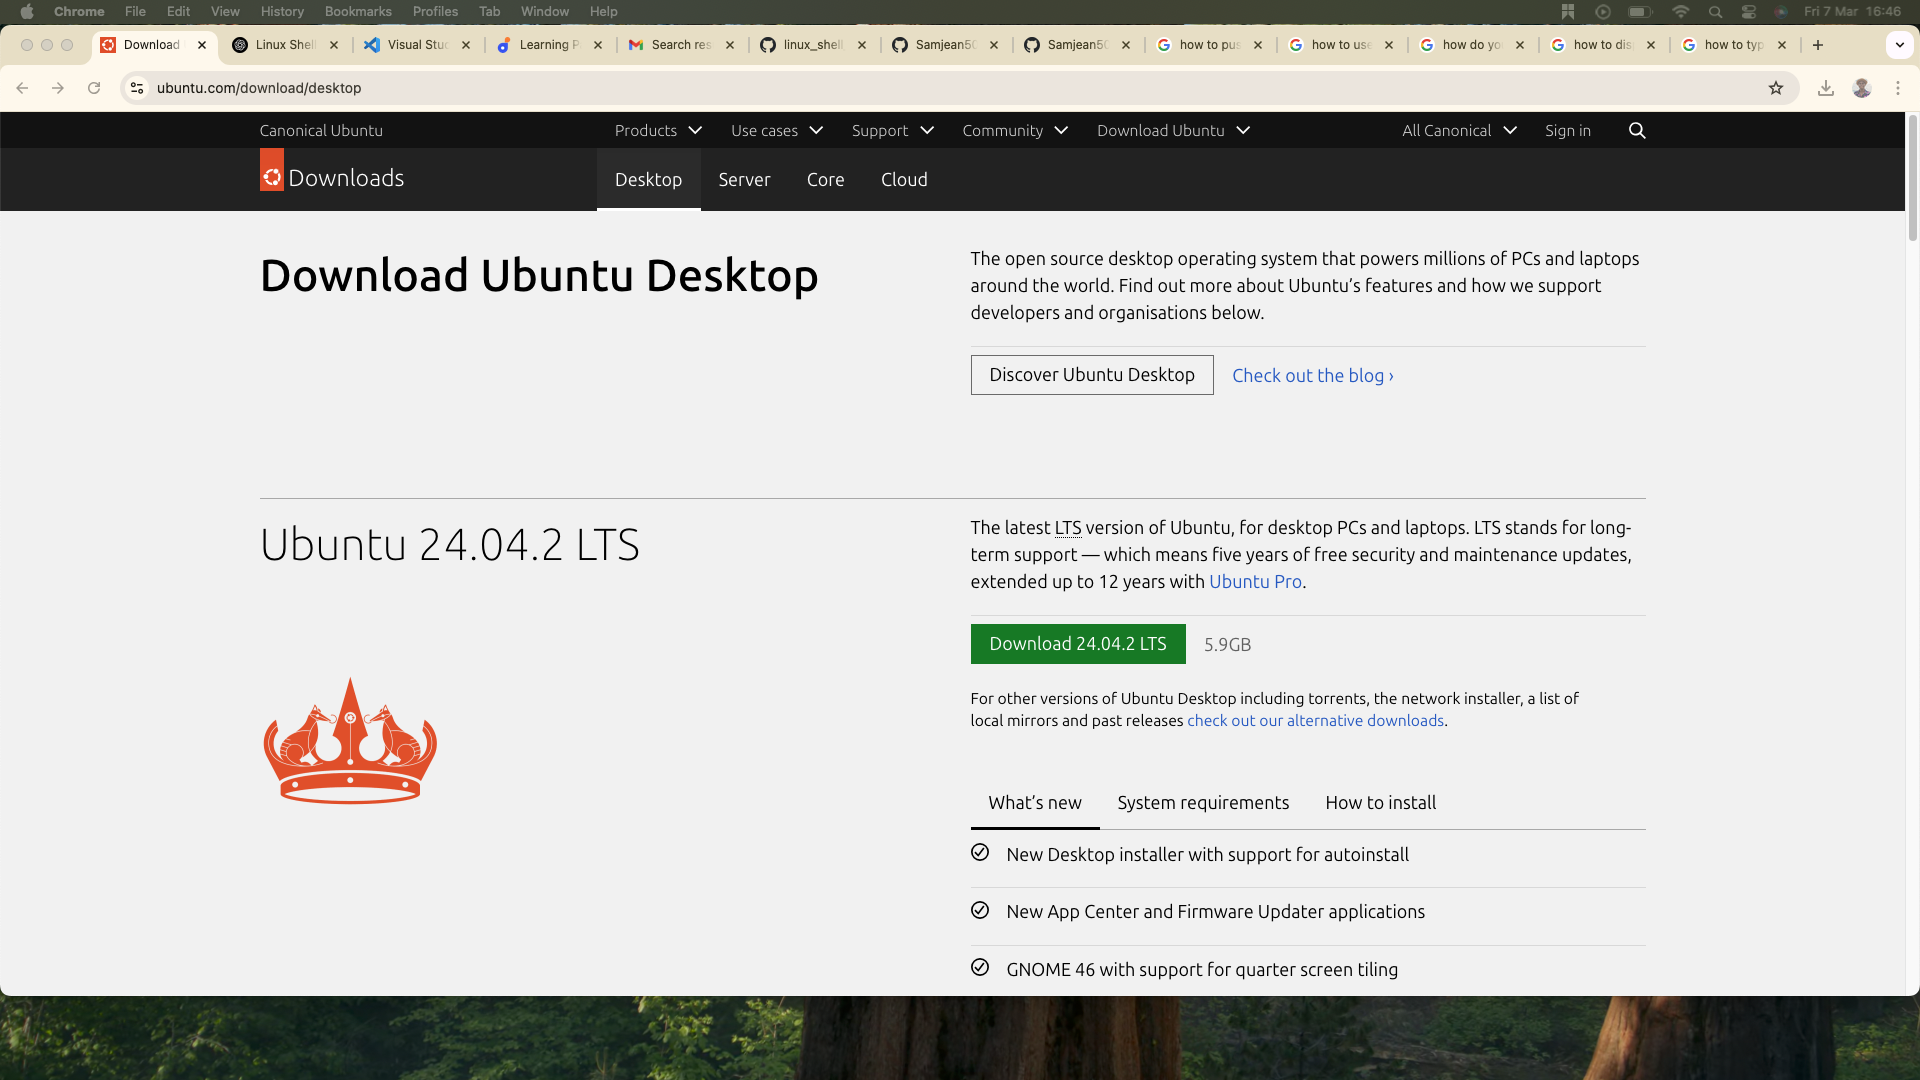 Chrome File Edit View History Bookmarks Profiles Tab Window Help Fri 7 Mar 16:46
Download Linux Shell Visual Stud Learning P Search res linux_shell Samjean50 Samjean50 how to pus how to use how do yo how to dis how to typ
ubuntu.com/download/desktop
Canonical Ubuntu Products Use cases Support Community Download Ubuntu All Canonical Sign in
Downloads Desktop Server Core Cloud
Download Ubuntu Desktop
The open source desktop operating system that powers millions of PCs and laptops
around the world. Find out more about Ubuntu’s features and how we support
developers and organisations below.
Discover Ubuntu Desktop Check out the blog ›
Ubuntu 24.04.2 LTS
The latest LTS version of Ubuntu, for desktop PCs and laptops. LTS stands for long-
term support — which means five years of free security and maintenance updates,
extended up to 12 years with Ubuntu Pro.
Download 24.04.2 LTS 5.9GB
For other versions of Ubuntu Desktop including torrents, the network installer, a list of
local mirrors and past releases check out our alternative downloads.
What’s new System requirements How to install
New Desktop installer with support for autoinstall
New App Center and Firmware Updater applications
GNOME 46 with support for quarter screen tiling